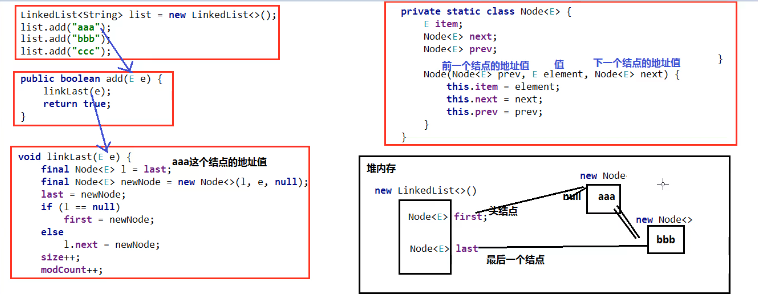 LinkedList<String> list = new LinkedList<>();
list.add("aaa");
list.add("bbb");
list.add("ccc");
public boolean add(E e) {
linkLast(e);
return true;
}
void linkLast(E e) {
aaa这个结点的地址值
final Node<E> l = last;
final Node<E> newNode = new Node<>(l, e, null);
last = newNode;
if (l == null)
first = newNode;
else
l.next = newNode;
size++;
modCount++;
private static class Node<E> {
E item;
Node<E> next;
Node<E> prev;
}
前一个结点的地址值 值 下一个结点的地址值
Node(Node<E> prev, E element, Node<E> next) {
this.item = element;
this.next = next;
this.prev = prev;
}
}
堆内存
new Node
new LinkedList<>()
null aaa
Node<E> first;
头结点
new Node<>
bbb
Node<E> last
最后一个结点